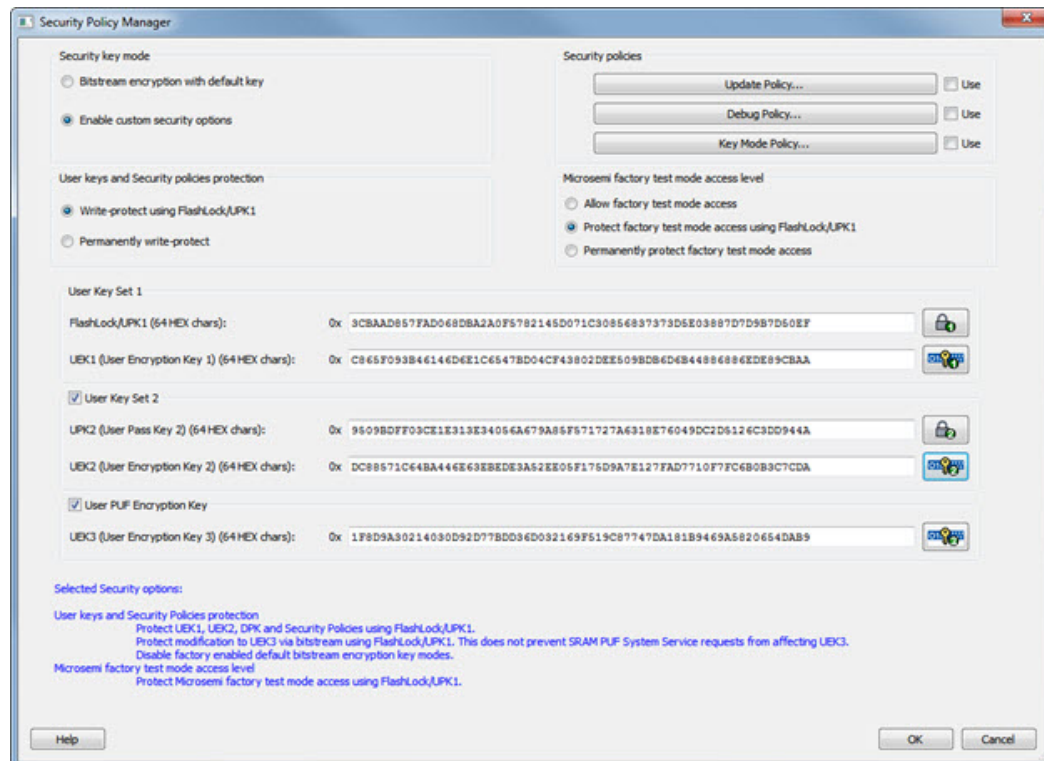 Security Policy Manager
Security key mode
Bitstream encryption with default key
Enable custom security options
Security policies
Update Policy... Use
Debug Policy... Use
Key Mode Policy... Use
User keys and Security policies protection
Write-protect using FlashLock/UPK1
Permanently write-protect
Microsemi factory test mode access level
Allow factory test mode access
Protect factory test mode access using FlashLock/UPK1
Permanently protect factory test mode access
User Key Set 1
FlashLock/UPK1 (64 HEX chars): 0x 3CBAAD857FAD068DBA2A0F5782145D071C30856837373D5E03887D7D9B7D50EF
UEK1 (User Encryption Key 1) (64 HEX chars): 0x C865F093B46146D6E1C6547BD04CF43802DEE509BDB6D6B44886886EDE89CBAA
User Key Set 2
UPK2 (User Pass Key 2) (64 HEX chars): 0x 9509BDFF03CE1E313E34056A679A85F571727A6318E76049DC2D5126C3DD944A
UEK2 (User Encryption Key 2) (64 HEX chars): 0x DC88571C64BA446E63EBEDE3A52EE05F175D9A7E127FAD7710F7FC6B0B3C7CDA
User PUF Encryption Key
UEK3 (User Encryption Key 3) (64 HEX chars): 0x 1F8D9A30214030D92D77BDD36D032169F519C87747DA181B9469A5820654DAB9
Selected Security options:
User keys and Security Policies protection
Protect UEK1, UEK2, DPK and Security Policies using FlashLock/UPK1.
Protect modification to UEK3 via bitstream using FlashLock/UPK1. This does not prevent SRAM PUF System Service requests from affecting UEK3.
Disable factory enabled default bitstream encryption key modes.
Microsemi factory test mode access level
Protect Microsemi factory test mode access using FlashLock/UPK1.
Help OK Cancel